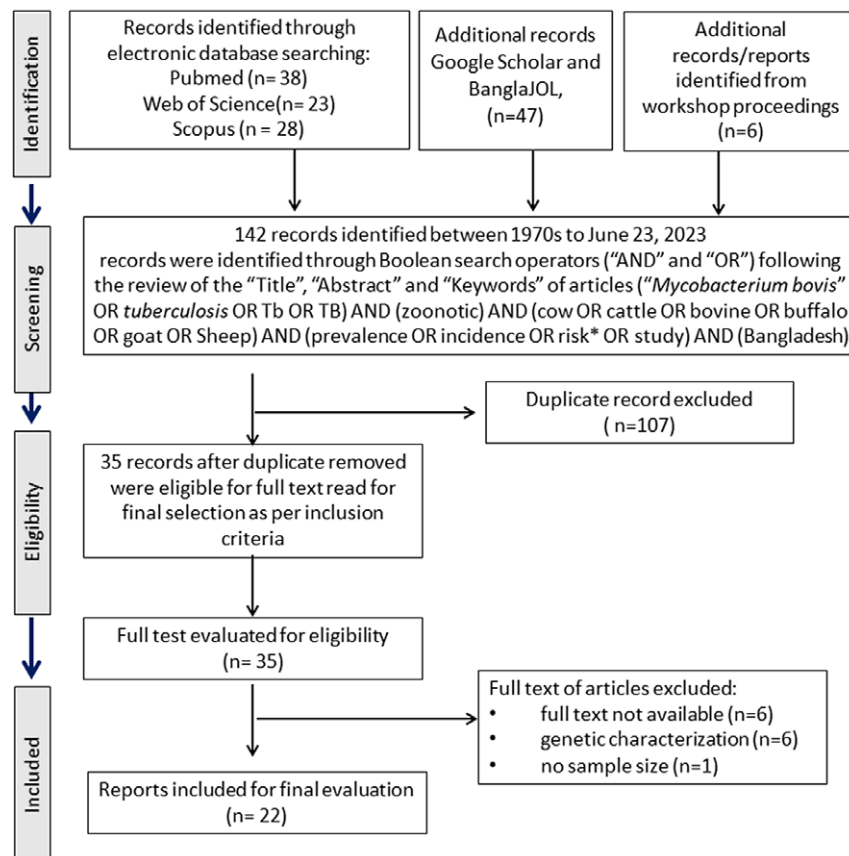 Identification
Records identified through
electronic database searching:
Pubmed (n= 38)
Web of Science(n= 23)
Scopus (n = 28)
Additional records
Google Scholar and
BanglaJOL,
(n=47)
Additional
records/reports
identified from
workshop proceedings
(n=6)
Screening
142 records identified between 1970s to June 23, 2023
records were identified through Boolean search operators (“AND” and “OR”) following
the review of the “Title”, “Abstract” and “Keywords” of articles (“Mycobacterium bovis”
OR tuberculosis OR Tb OR TB) AND (zoonotic) AND (cow OR cattle OR bovine OR buffalo
OR goat OR Sheep) AND (prevalence OR incidence OR risk* OR study) AND (Bangladesh)
Duplicate record excluded
( n=107)
Eligibility
35 records after duplicate removed
were eligible for full text read for
final selection as per inclusion
criteria
Full test evaluated for eligibility
(n= 35)
Included
Full text of articles excluded:
• full text not available (n=6)
• genetic characterization (n=6)
• no sample size (n=1)
Reports included for final evaluation
(n= 22)